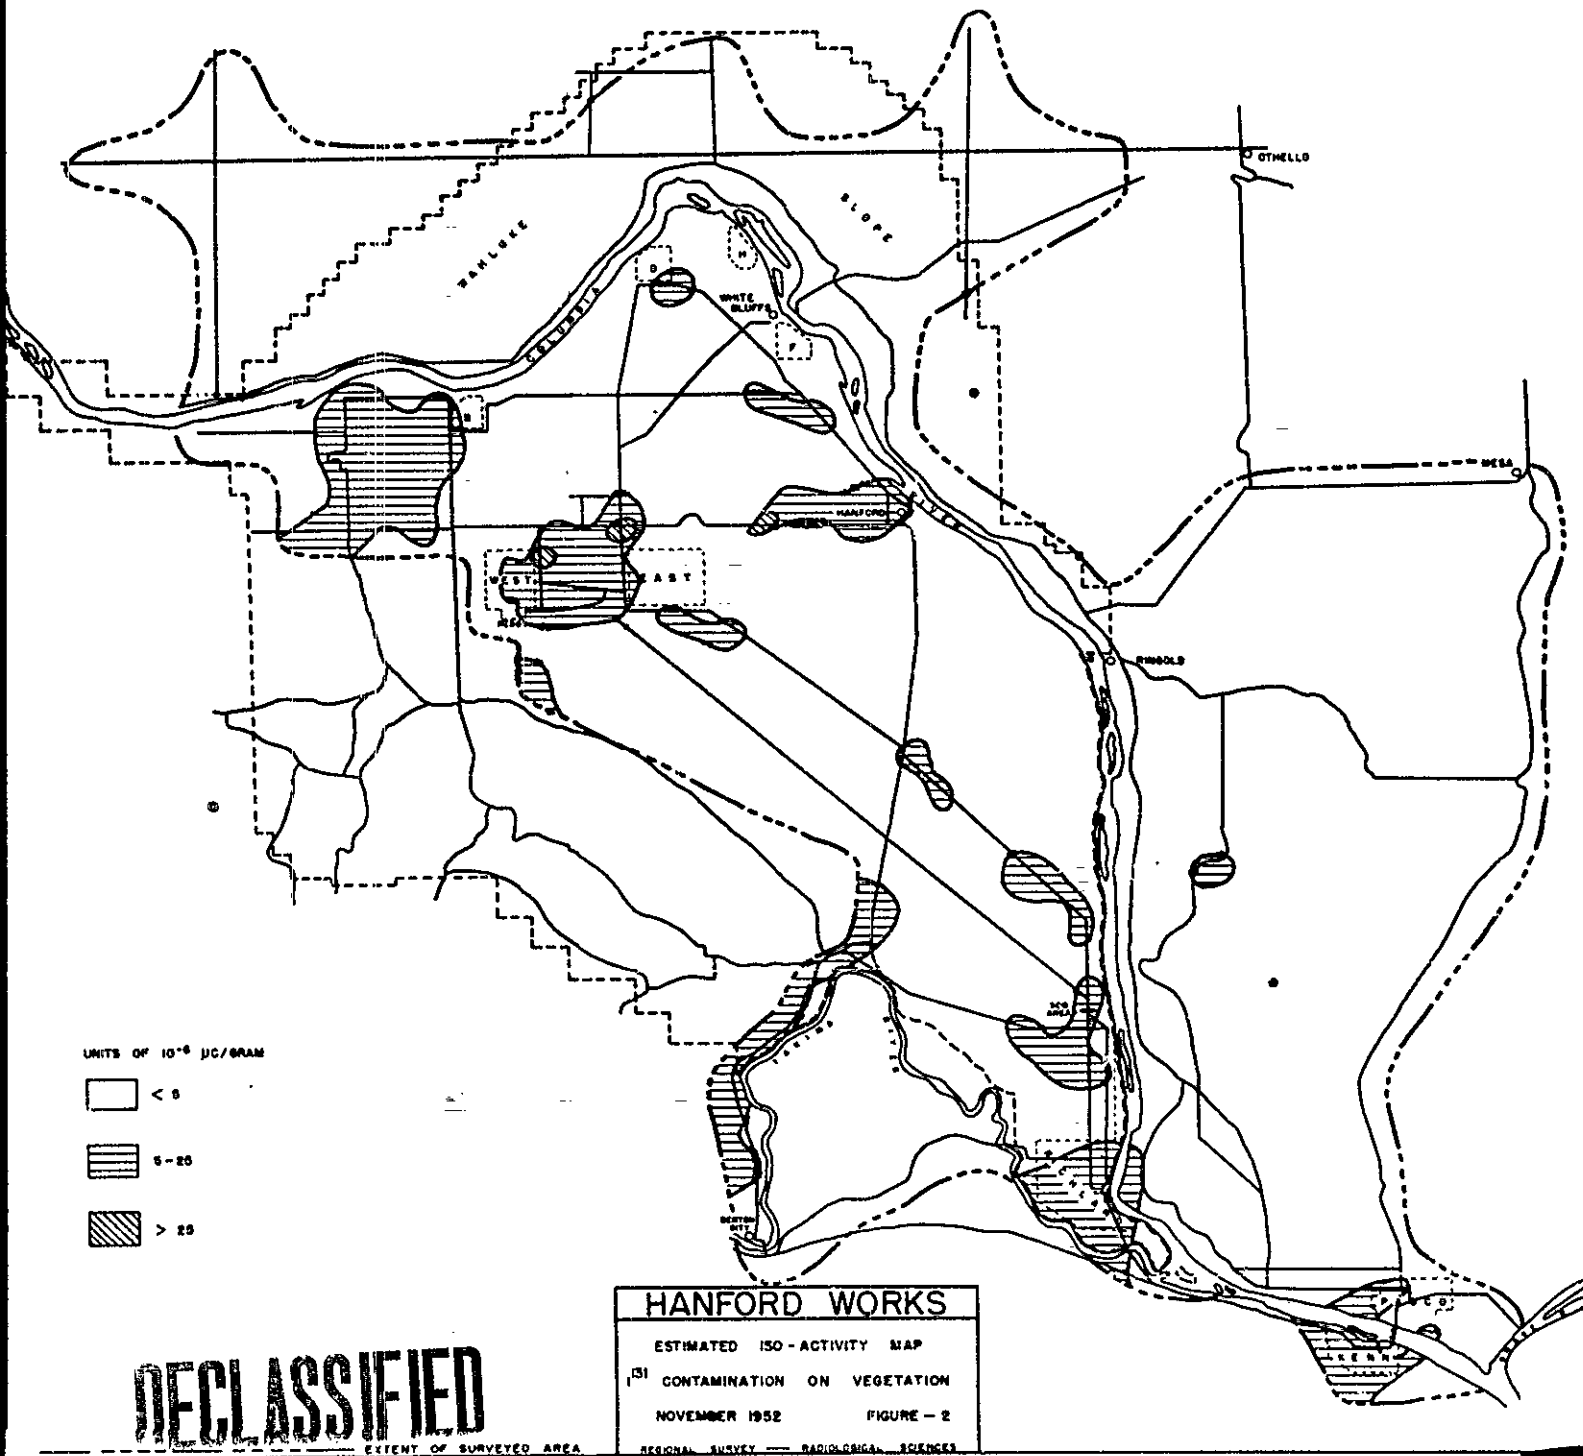 OTHELLO
WAHLUKE
SLOPE
COLUMBIA
D
H
WHITE
BLUFFS
F
B
MESA
HANFORD
WEST
EAST
RINGOLD
300
AREA
BENTON
CITY
PASCO
KENN
UNITS OF 10⁻⁶ µC/GRAM
< 5
5-25
> 25
HANFORD WORKS
ESTIMATED ISO-ACTIVITY MAP
I¹³¹ CONTAMINATION ON VEGETATION
NOVEMBER 1952 FIGURE - 2
REGIONAL SURVEY — RADIOLOGICAL SCIENCES
DECLASSIFIED
EXTENT OF SURVEYED AREA